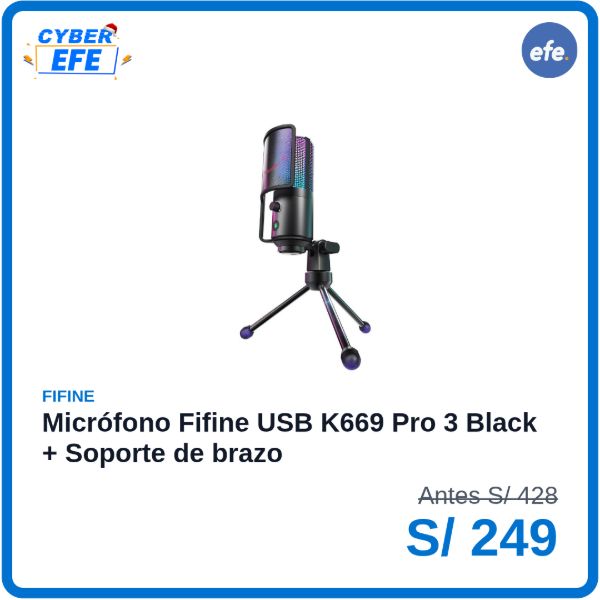 CYBER
EFE
efe.
FIFINE
Micrófono Fifine USB K669 Pro 3 Black
+ Soporte de brazo
Antes S/ 428
S/ 249